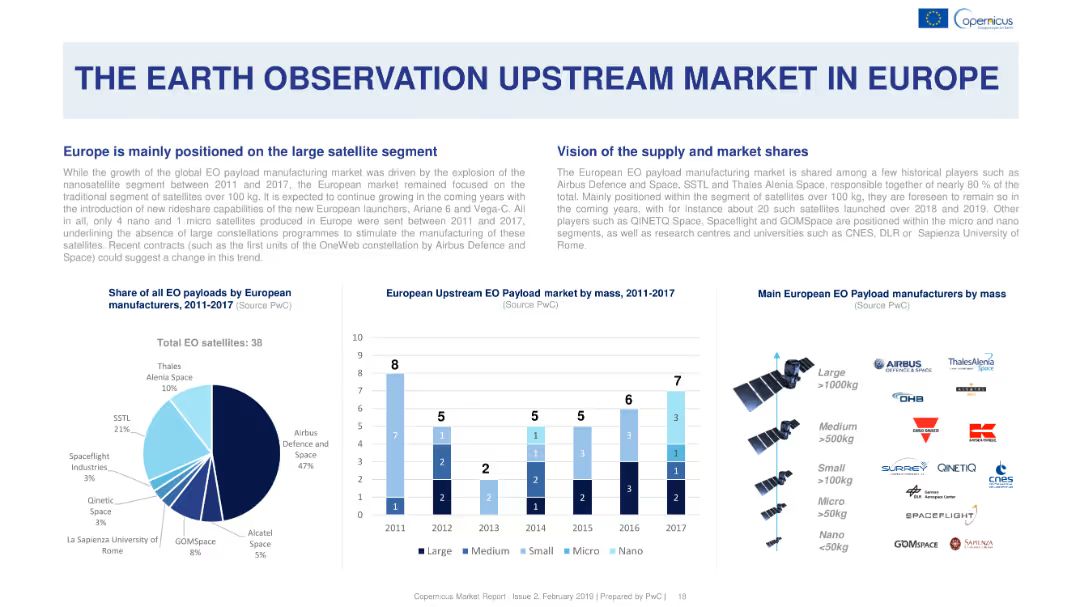 Copernicus
THE EARTH OBSERVATION UPSTREAM MARKET IN EUROPE
Europe is mainly positioned on the large satellite segment
While the growth of the global EO payload manufacturing market was driven by the explosion of the
nanosatellite segment between 2011 and 2017, the European market remained focused on the
traditional segment of satellites over 100 kg. It is expected to continue growing in the coming years with
the introduction of new rideshare capabilities of the new European launchers, Ariane 6 and Vega-C. All
in all, only 4 nano and 1 micro satellites produced in Europe were sent between 2011 and 2017,
underlining the absence of large constellations programmes to stimulate the manufacturing of these
satellites. Recent contracts (such as the first units of the OneWeb constellation by Airbus Defence and
Space) could suggest a change in this trend.
Vision of the supply and market shares
The European EO payload manufacturing market is shared among a few historical players such as
Airbus Defence and Space, SSTL and Thales Alenia Space, responsible together of nearly 80 % of the
total. Mainly positioned within the segment of satellites over 100 kg, they are foreseen to remain so in
the coming years, with for instance about 20 such satellites launched over 2018 and 2019. Other
players such as QINETQ Space, Spaceflight and GOMSpace are positioned within the micro and nano
segments, as well as research centres and universities such as CNES, DLR or Sapienza University of
Rome.
Share of all EO payloads by European
manufacturers, 2011-2017 (Source PwC)
Total EO satellites: 38
Thales
Alenia Space
10%
SSTL
21%
Spaceflight
Industries
3%
Qinetic
Space
3%
La Sapienza University of
Rome
GOMSpace
8%
Alcatel
Space
5%
Airbus
Defence and
Space
47%
European Upstream EO Payload market by mass, 2011-2017
(Source PwC)
10
9
8
7
6
5
4
3
2
1
0
8
7
1
5
1
2
2
2
2
5
1
2
1
5
3
2
6
3
3
7
3
1
1
2
2011 2012 2013 2014 2015 2016 2017
Large Medium Small Micro Nano
Main European EO Payload manufacturers by mass
(Source PwC)
Large
>1000kg
AIRBUS
DEFENCE & SPACE
ThalesAlenia
Space
OHB
ALCATEL
Medium
>500kg
Small
>100kg
SURREY
QINETIQ
cnes
DLR
German
Aerospace Center
Micro
>50kg
SPACEFLIGHT
Nano
<50kg
GOMSPACE
SAPIENZA
Copernicus Market Report Issue 2, February 2019 | Prepared by PwC | 18